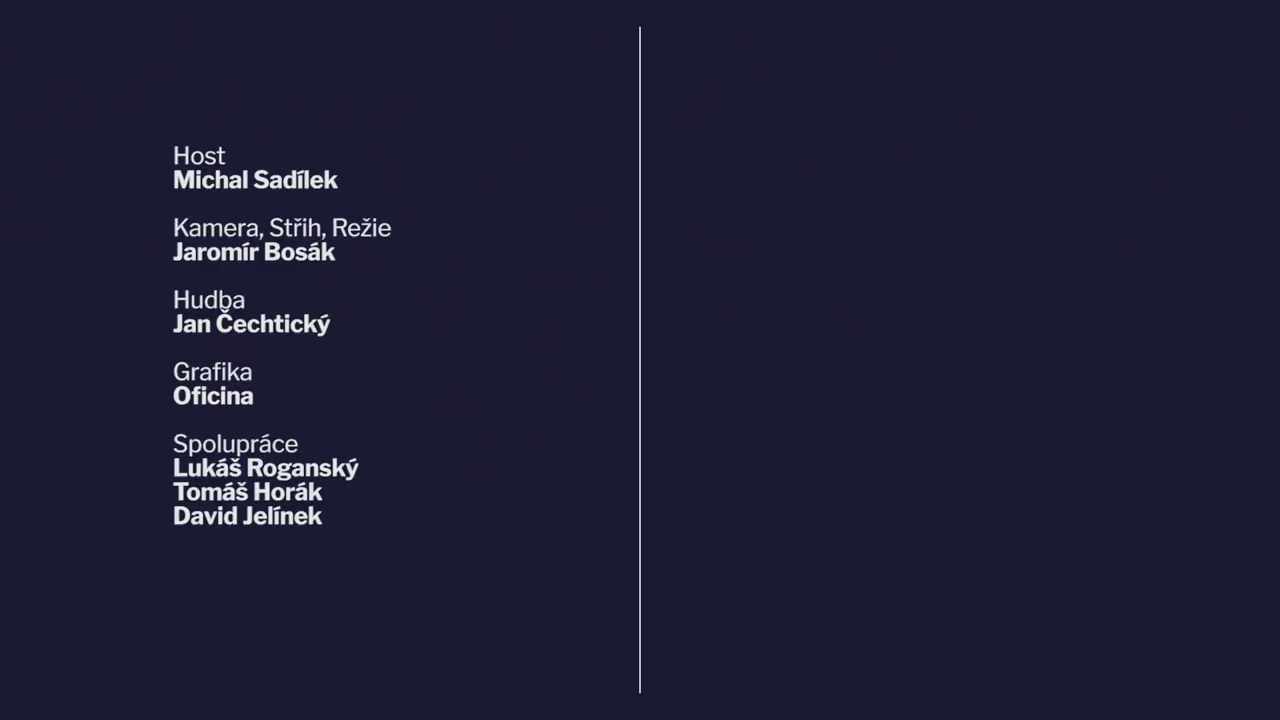 Host
Michal Sadílek
Kamera, Střih, Režie
Jaromír Bosák
Hudba
Jan Čechtický
Grafika
Oficina
Spolupráce
Lukáš Roganský
Tomáš Horák
David Jelínek